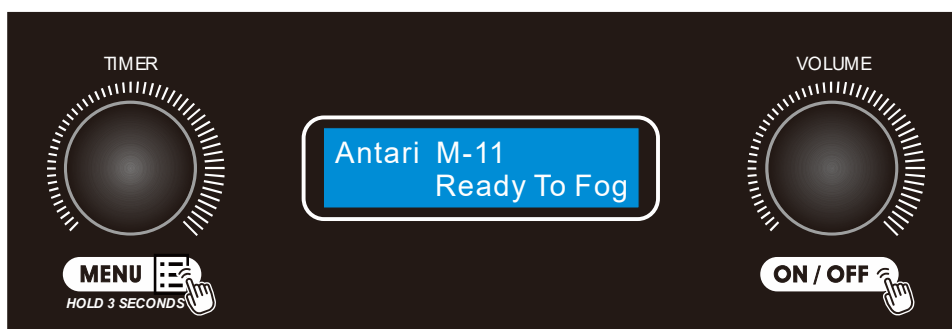 TIMER
VOLUME
Antari M-11
Ready To Fog
MENU
HOLD 3 SECONDS
ON / OFF